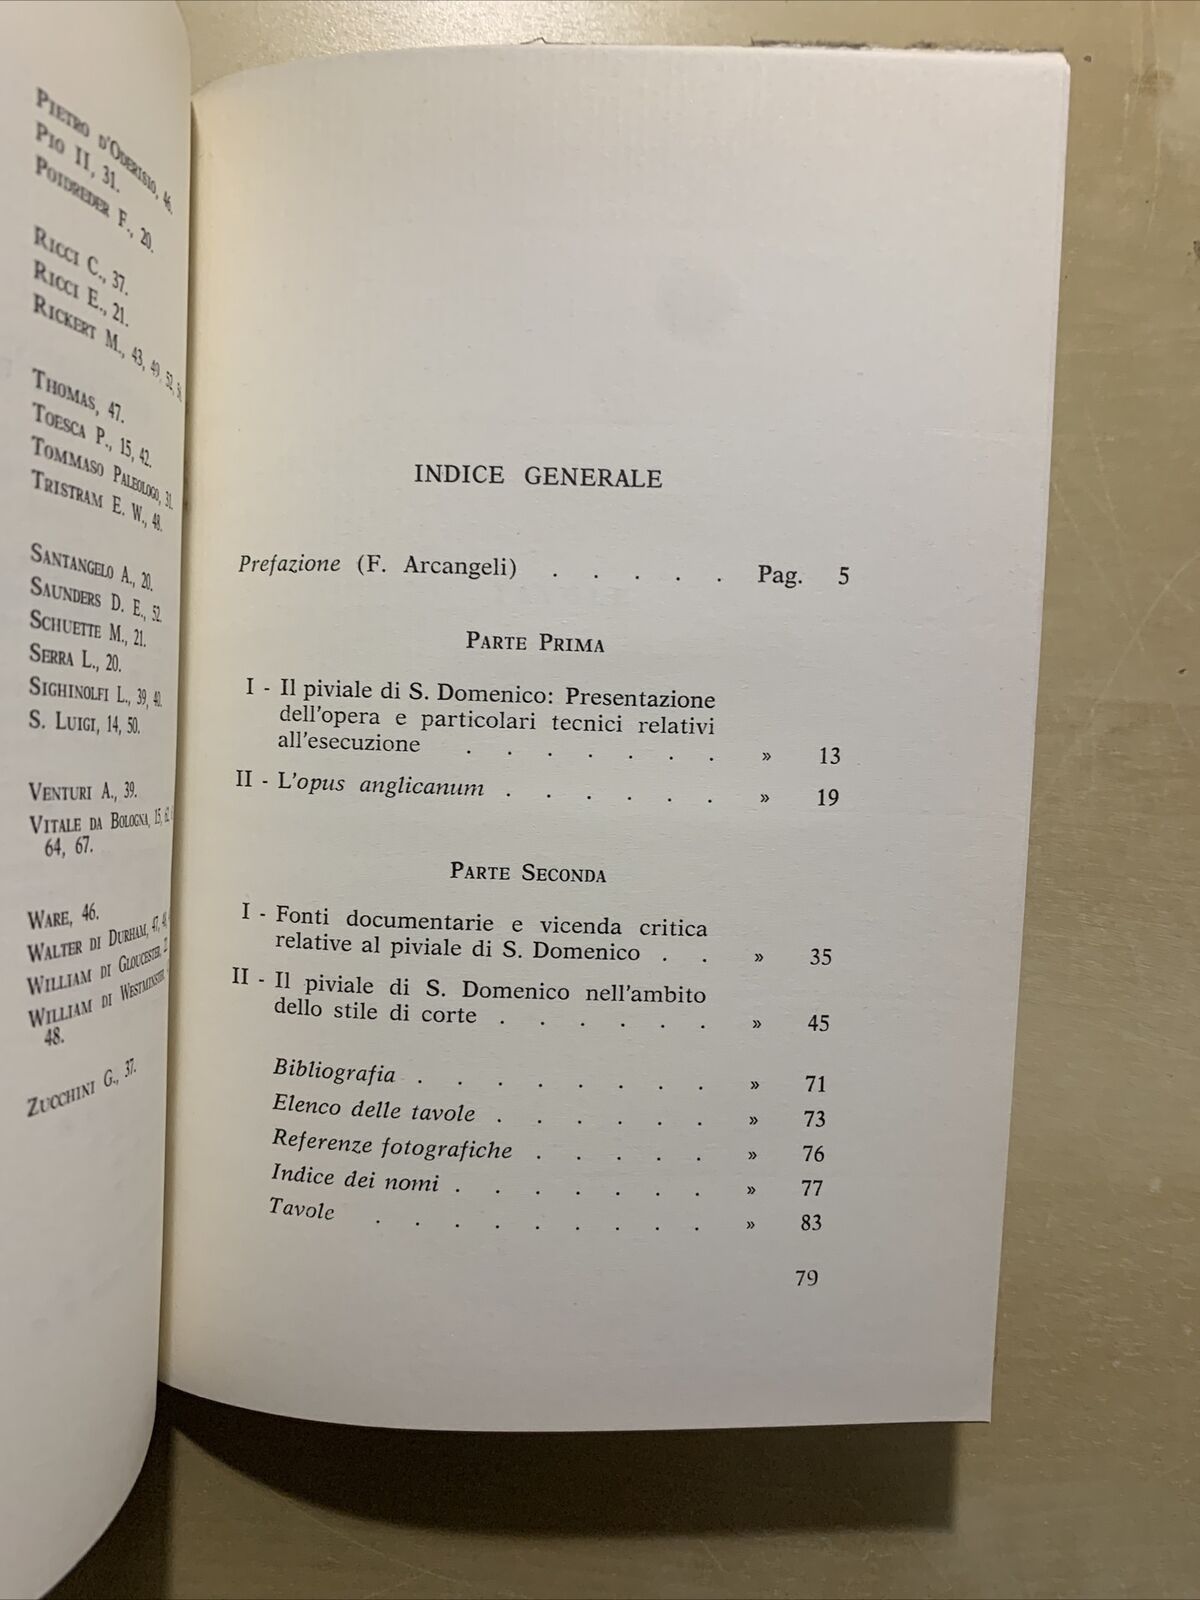 PIETRO D'ODERISIO, 46.
PIO II, 31.
POIDREDER F., 20.
RICCI C., 37.
RICCI E., 21.
RICKERT M., 43, 49, 52,
THOMAS, 47.
TOESCA P., 15, 42.
TOMMASO PALEOLOGO, 31.
TRISTRAM E. W., 48.
SANTANGELO A., 20.
SAUNDERS D. E., 52.
SCHUETTE M., 21.
SERRA L., 20.
SIGHINOLFI L., 39, 40.
S. LUIGI, 14, 50.
VENTURI A., 39.
VITALE DA BOLOGNA, 15, 62,
64, 67.
WARE, 46.
WALTER DI DURHAM, 47, 48,
WILLIAM DI GLOUCESTER,
WILLIAM DI WESTMINSTER,
48.
ZUCCHINI G., 37.
INDICE GENERALE
Prefazione (F. Arcangeli) . . . . . Pag. 5
PARTE PRIMA
I - Il piviale di S. Domenico: Presentazione
dell'opera e particolari tecnici relativi
all'esecuzione . . . . . . . » 13
II - L'opus anglicanum . . . . . . » 19
PARTE SECONDA
I - Fonti documentarie e vicenda critica
relative al piviale di S. Domenico . . » 35
II - Il piviale di S. Domenico nell'ambito
dello stile di corte . . . . . . » 45
Bibliografia . . . . . . . . » 71
Elenco delle tavole . . . . . . » 73
Referenze fotografiche . . . . . » 76
Indice dei nomi . . . . . . . » 77
Tavole . . . . . . . . . » 83
79